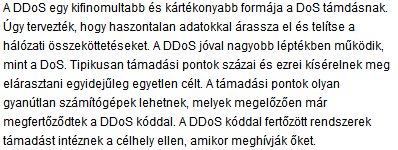 A DDoS egy kifinomultabb és kártékonyabb formája a DoS támdásnak.
Úgy tervezték, hogy haszontalan adatokkal árassza el és telítse a
hálózati összeköttetéseket. A DDoS jóval nagyobb léptékben működik,
mint a DoS. Tipikusan támadási pontok százai és ezrei kísérelnek meg
elárasztani egyidejűleg egyetlen célt. A támadási pontok olyan
gyanútlan számítógépek lehetnek, melyek megelőzően már
megfertőződtek a DDoS kóddal. A DDoS kóddal fertőzött rendszerek
támadást intéznek a célhely ellen, amikor meghívják őket.